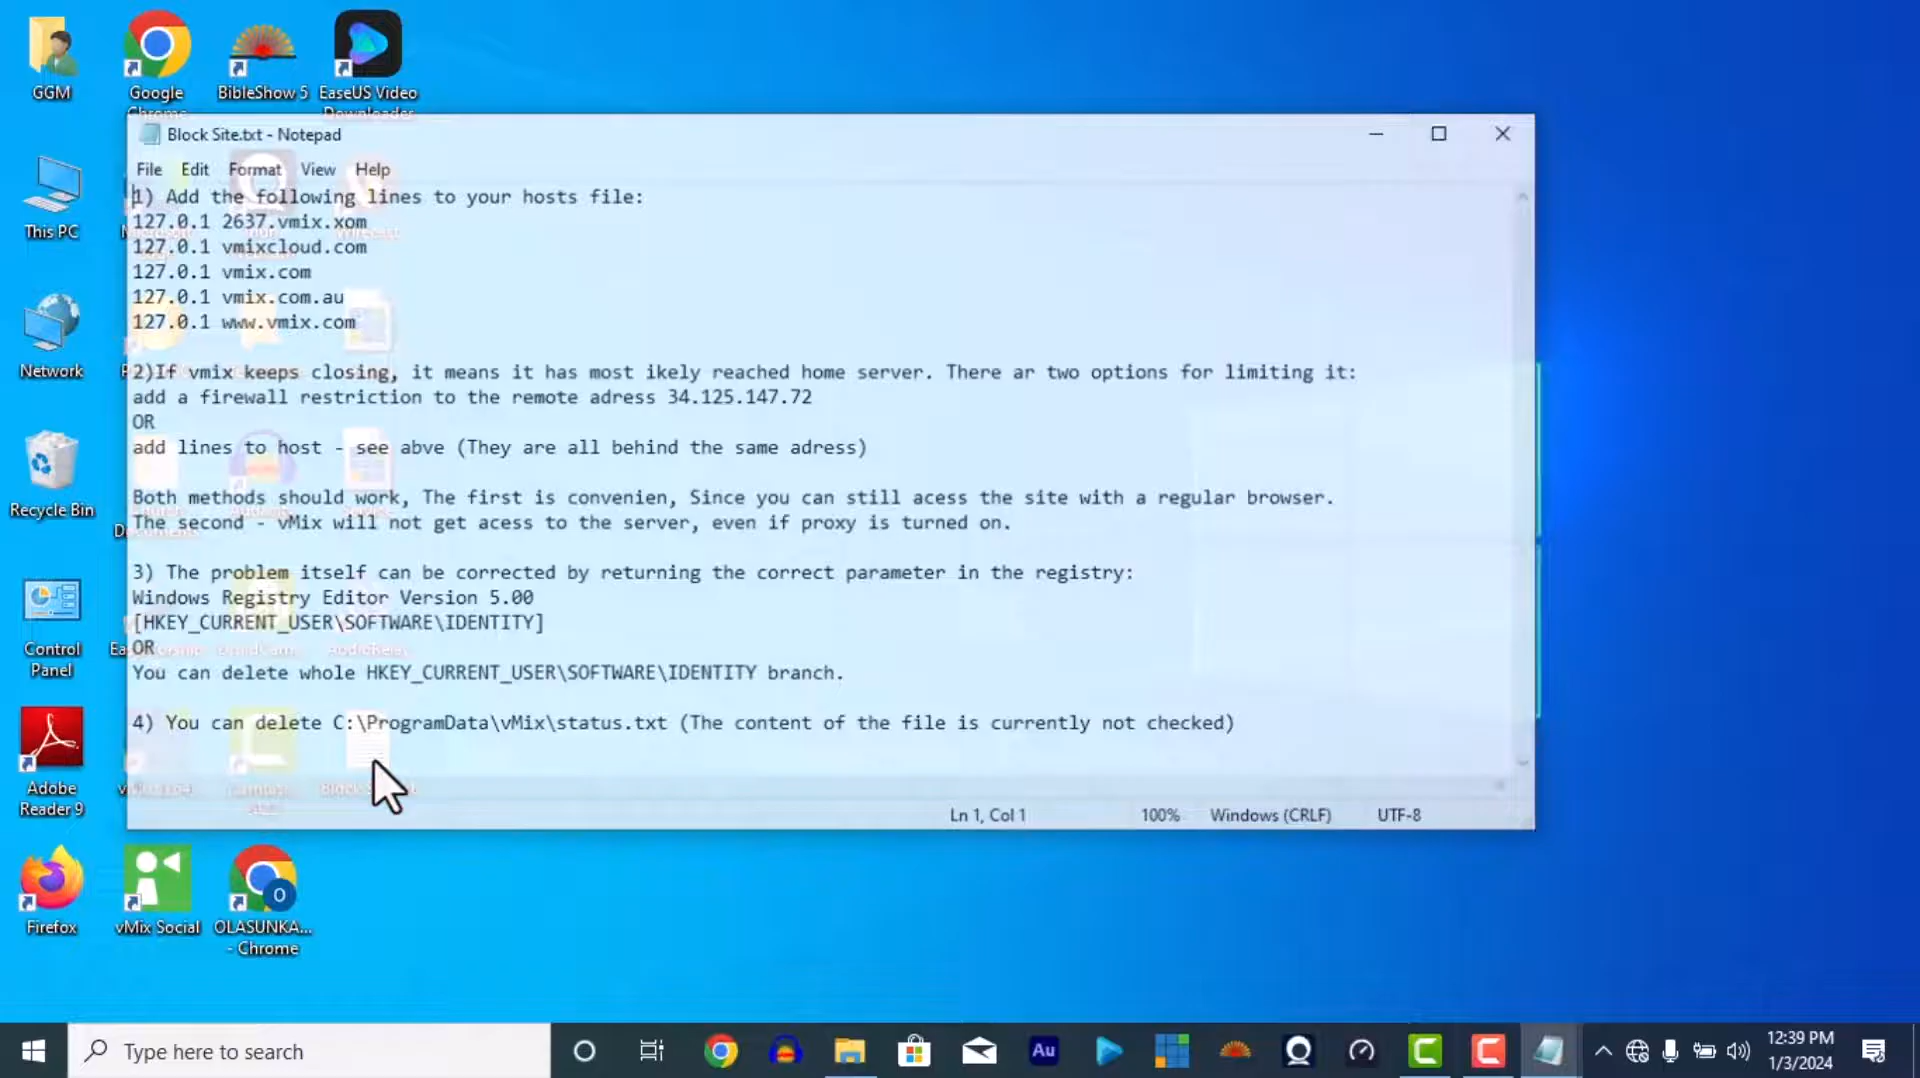 GGM
Google
Chrome
BibleShow 5
EaseUS Video
Downloader
Block Site.txt - Notepad
File Edit Format View Help
1) Add the following lines to your hosts file:
127.0.1 2637.vmix.xom
127.0.1 vmixcloud.com
127.0.1 vmix.com
127.0.1 vmix.com.au
127.0.1 www.vmix.com
2)If vmix keeps closing, it means it has most ikely reached home server. There ar two options for limiting it:
add a firewall restriction to the remote adress 34.125.147.72
OR
add lines to host - see abve (They are all behind the same adress)
Both methods should work, The first is convenien, Since you can still acess the site with a regular browser.
The second - vMix will not get acess to the server, even if proxy is turned on.
3) The problem itself can be corrected by returning the correct parameter in the registry:
Windows Registry Editor Version 5.00
[HKEY_CURRENT_USER\SOFTWARE\IDENTITY]
OR
You can delete whole HKEY_CURRENT_USER\SOFTWARE\IDENTITY branch.
4) You can delete C:\ProgramData\vMix\status.txt (The content of the file is currently not checked)
Ln 1, Col 1 100% Windows (CRLF) UTF-8
This PC
Network
Recycle Bin
Control
Panel
Adobe
Reader 9
Firefox
vMix Social
OLASUNKA...
- Chrome
Type here to search
Au
12:39 PM
1/3/2024